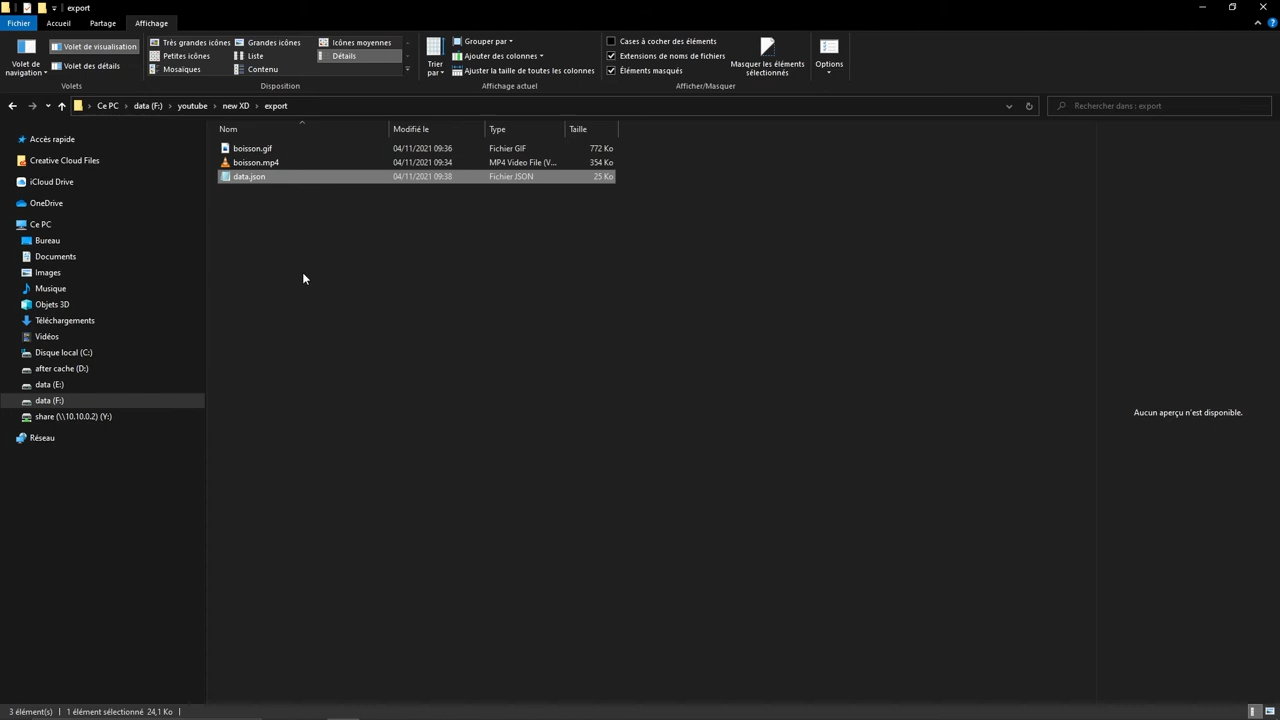 export
Fichier Accueil Partage Affichage
Volet de navigation
Volet de visualisation
Volet des détails
Volets
Très grandes icônes Grandes icônes Icônes moyennes
Petites icônes Liste Détails
Mosaïques Contenu
Disposition
Trier par
Grouper par
Ajouter des colonnes
Ajuster la taille de toutes les colonnes
Affichage actuel
Cases à cocher des éléments
Extensions de noms de fichiers
Éléments masqués
Masquer les éléments sélectionnés
Afficher/Masquer
Options
Ce PC > data (F:) > youtube > new XD > export
Rechercher dans : export
Accès rapide
Creative Cloud Files
iCloud Drive
OneDrive
Ce PC
Bureau
Documents
Images
Musique
Objets 3D
Téléchargements
Vidéos
Disque local (C:)
after cache (D:)
data (E:)
data (F:)
share (\\10.10.0.2) (Y:)
Réseau
Nom Modifié le Type Taille
boisson.gif 04/11/2021 09:36 Fichier GIF 772 Ko
boisson.mp4 04/11/2021 09:34 MP4 Video File (V... 354 Ko
data.json 04/11/2021 09:38 Fichier JSON 25 Ko
Aucun aperçu n'est disponible.
3 élément(s) 1 élément sélectionné 24,1 Ko